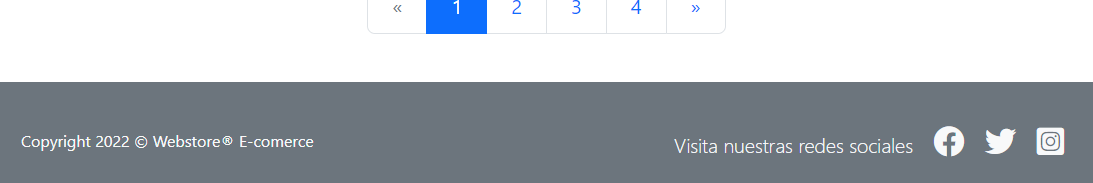 « 1 2 3 4 »
Copyright 2022 © Webstore® E-comerce
Visita nuestras redes sociales